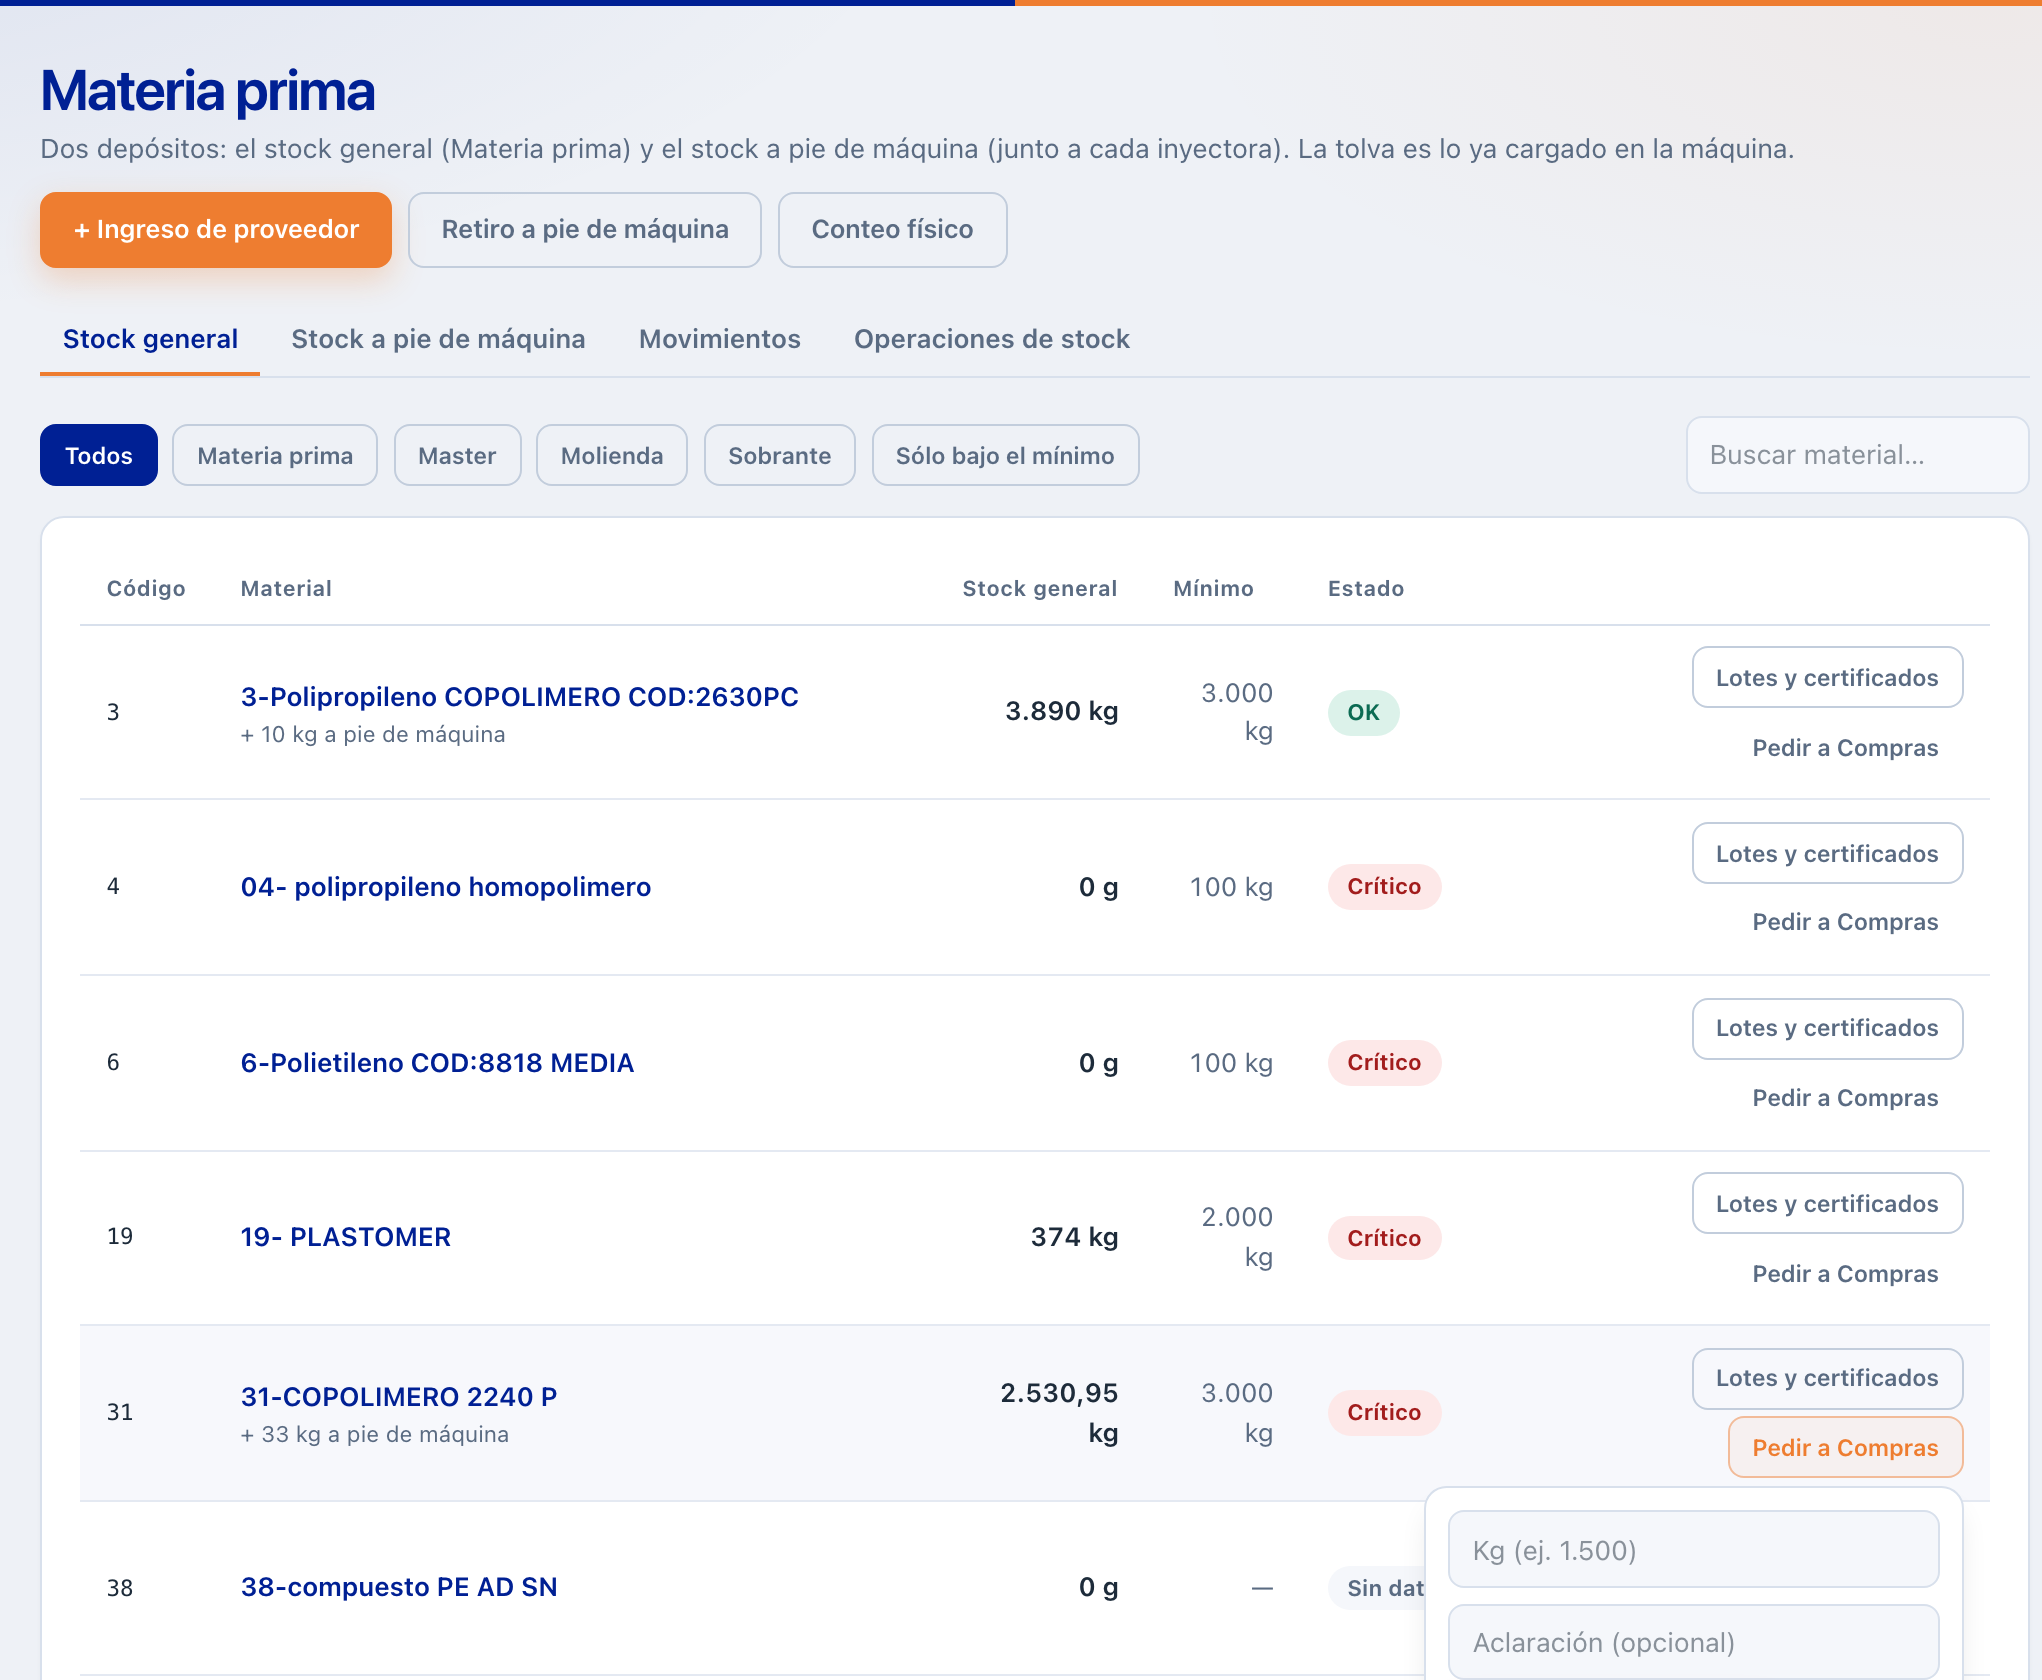 Materia prima
Dos depósitos: el stock general (Materia prima) y el stock a pie de máquina (junto a cada inyectora). La tolva es lo ya cargado en la máquina.
+ Ingreso de proveedor
Retiro a pie de máquina
Conteo físico
Stock general
Stock a pie de máquina
Movimientos
Operaciones de stock
Todos
Materia prima
Master
Molienda
Sobrante
Sólo bajo el mínimo
Buscar material...
Código
Material
Stock general
Mínimo
Estado
3
3-Polipropileno COPOLIMERO COD:2630PC
+ 10 kg a pie de máquina
3.890 kg
3.000
kg
OK
Lotes y certificados
Pedir a Compras
4
04- polipropileno homopolimero
0 g
100 kg
Crítico
Lotes y certificados
Pedir a Compras
6
6-Polietileno COD:8818 MEDIA
0 g
100 kg
Crítico
Lotes y certificados
Pedir a Compras
19
19- PLASTOMER
374 kg
2.000
kg
Crítico
Lotes y certificados
Pedir a Compras
31
31-COPOLIMERO 2240 P
+ 33 kg a pie de máquina
2.530,95
kg
3.000
kg
Crítico
Lotes y certificados
Pedir a Compras
Kg (ej. 1.500)
Aclaración (opcional)
38
38-compuesto PE AD SN
0 g
—
Sin dat